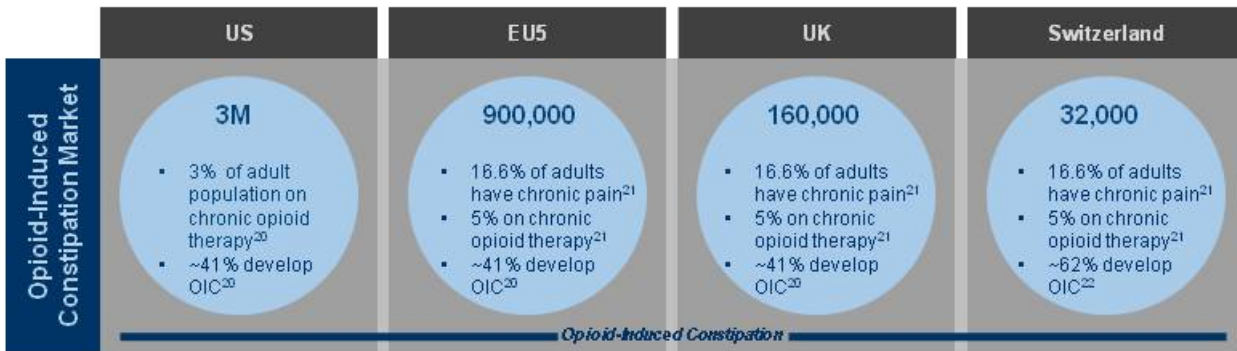 US
EU5
UK
Switzerland
Opioid-Induced
Constipation Market
3M
▪ 3% of adult
population on
chronic opioid
therapy²⁰
▪ ~41% develop
OIC²⁰
900,000
▪ 16.6% of adults
have chronic pain²¹
▪ 5% on chronic
opioid therapy²¹
▪ ~41% develop
OIC²⁰
160,000
▪ 16.6% of adults
have chronic pain²¹
▪ 5% on chronic
opioid therapy²¹
▪ ~41% develop
OIC²⁰
32,000
▪ 16.6% of adults
have chronic pain²¹
▪ 5% on chronic
opioid therapy²¹
▪ ~62% develop
OIC²²
Opioid-Induced Constipation